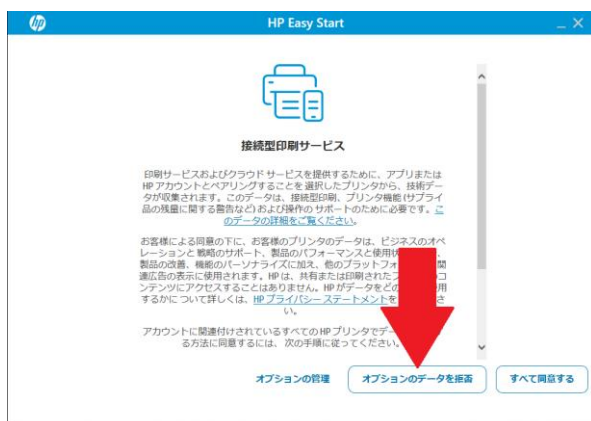 hp
HP Easy Start
接続型印刷サービス
印刷サービスおよびクラウド サービスを提供するために、アプリまたは
HP アカウントとペアリングすることを選択したプリンタから、技術デー
タが収集されます。このデータは、接続型印刷、プリンタ機能 (サプライ
品の残量に関する警告など) および操作のサポートのために必要です。こ
のデータの詳細をご覧ください。
お客様による同意の下に、お客様のプリンタのデータは、ビジネスのオペ
レーションと戦略のサポート、製品のパフォーマンスと使用状
製品の改善、機能のパーソナライズに加え、他のプラットフォ 関
連広告の表示に使用されます。HP は、共有または印刷された コ
ンテンツにアクセスすることはありません。HP がデータをどの 用
するかについて詳しくは、HP プライバシーステートメントを さ
い。
アカウントに関連付けされているすべての HP プリンタでデー
る方法に同意するには、次の手順に従ってください。
オプションの管理
オプションのデータを拒否
すべて同意する